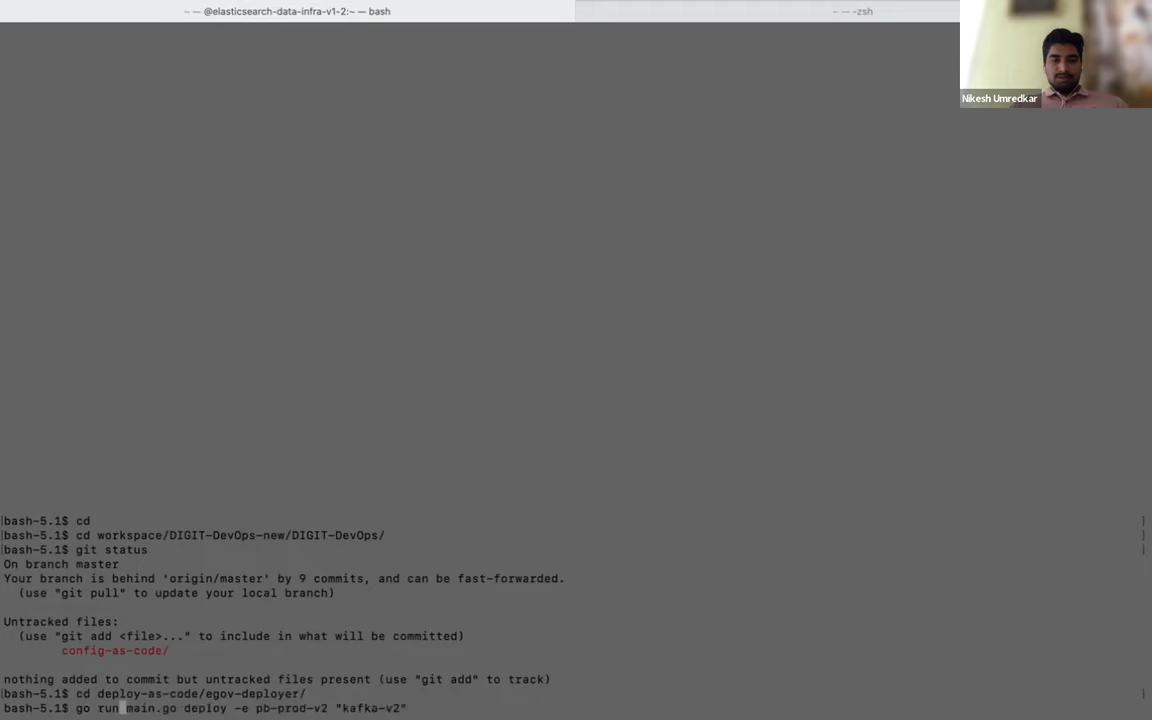 ~ — @elasticsearch-data-infra-v1-2:~ — bash
~ — -zsh
Nikesh Umredkar
bash-5.1$ cd
bash-5.1$ cd workspace/DIGIT-DevOps-new/DIGIT-DevOps/
bash-5.1$ git status
On branch master
Your branch is behind 'origin/master' by 9 commits, and can be fast-forwarded.
(use "git pull" to update your local branch)
Untracked files:
(use "git add <file>..." to include in what will be committed)
config-as-code/
nothing added to commit but untracked files present (use "git add" to track)
bash-5.1$ cd deploy-as-code/egov-deployer/
bash-5.1$ go run main.go deploy -e pb-prod-v2 "kafka-v2"